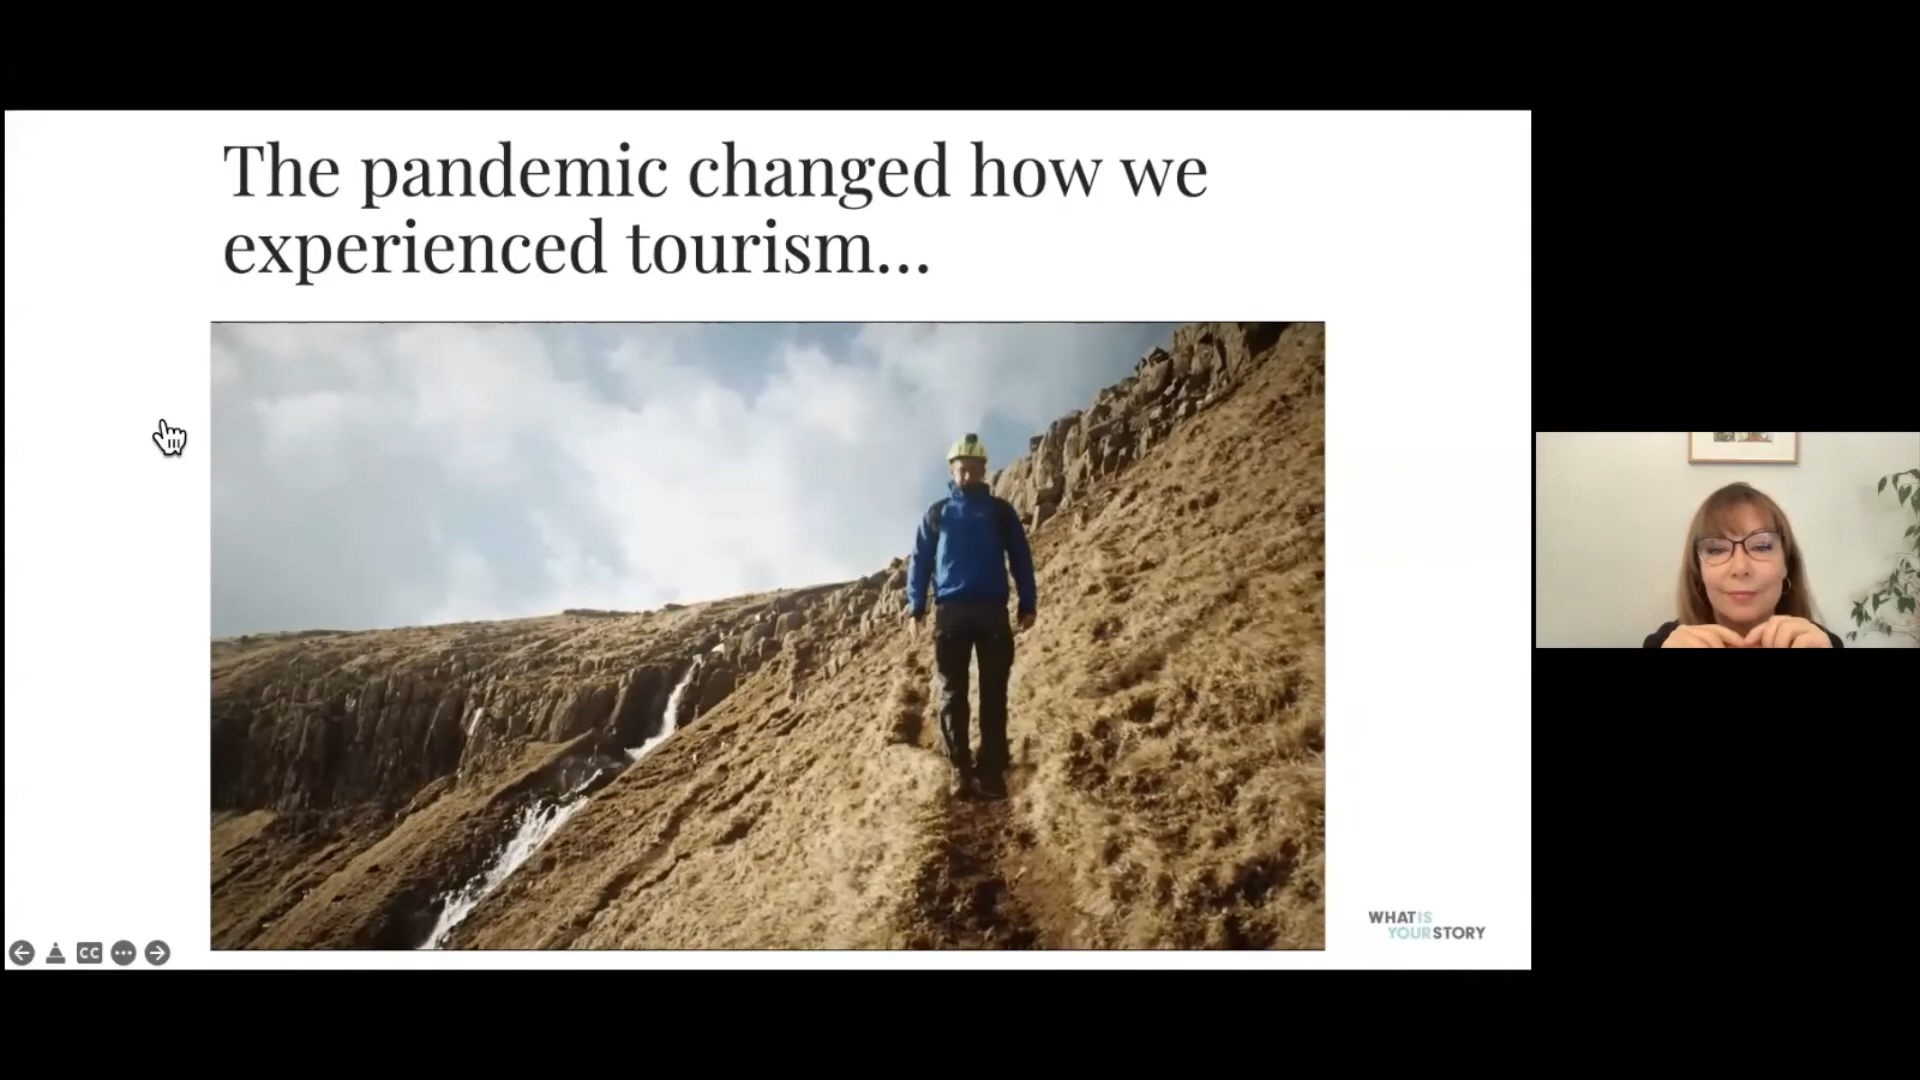 The pandemic changed how we
experienced tourism...
WHAT IS
YOUR STORY
CC